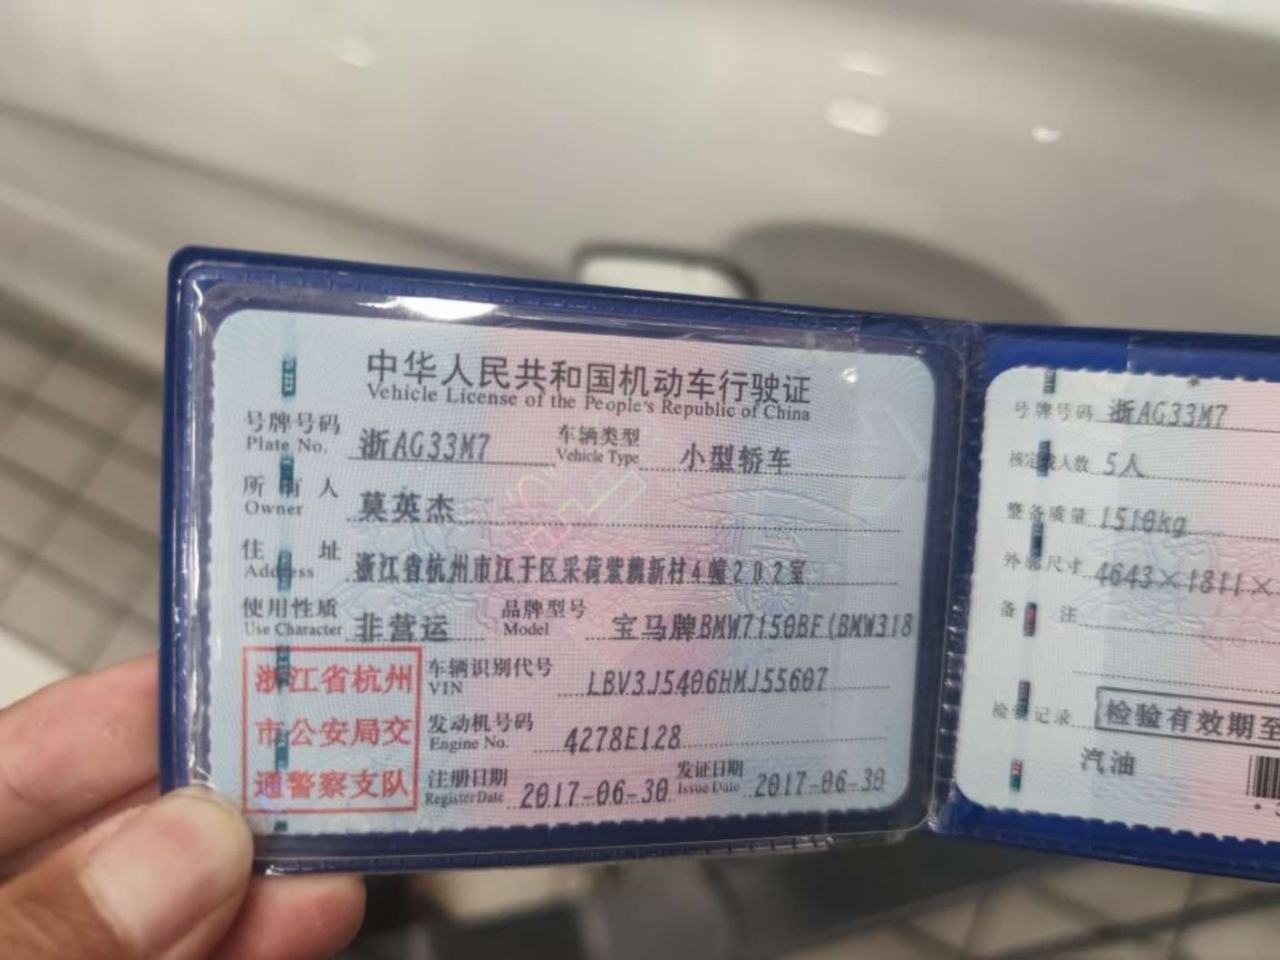 中华人民共和国机动车行驶证
Vehicle License of the People's Republic of China
号牌号码 浙AG33M7 车辆类型 小型轿车
Plate No. Vehicle Type
所有人 莫英杰
Owner
住址 浙江省杭州市江干区采荷紫藕新村4幢202室
Address
使用性质 非营运 品牌型号 宝马牌BMW7150BF(BMW318
Use Character Model
浙江省杭州
市公安局交
通警察支队
车辆识别代号 LBV3J5406HMJ55607
VIN
发动机号码 4278E128
Engine No.
注册日期 2017-06-30 发证日期 2017-06-30
Register Date Issue Date
号牌号码 浙AG33M7
核定载人数 5人
整备质量 1510kg
外廓尺寸 4643×1811×
备注
检验记录 检验有效期至
汽油